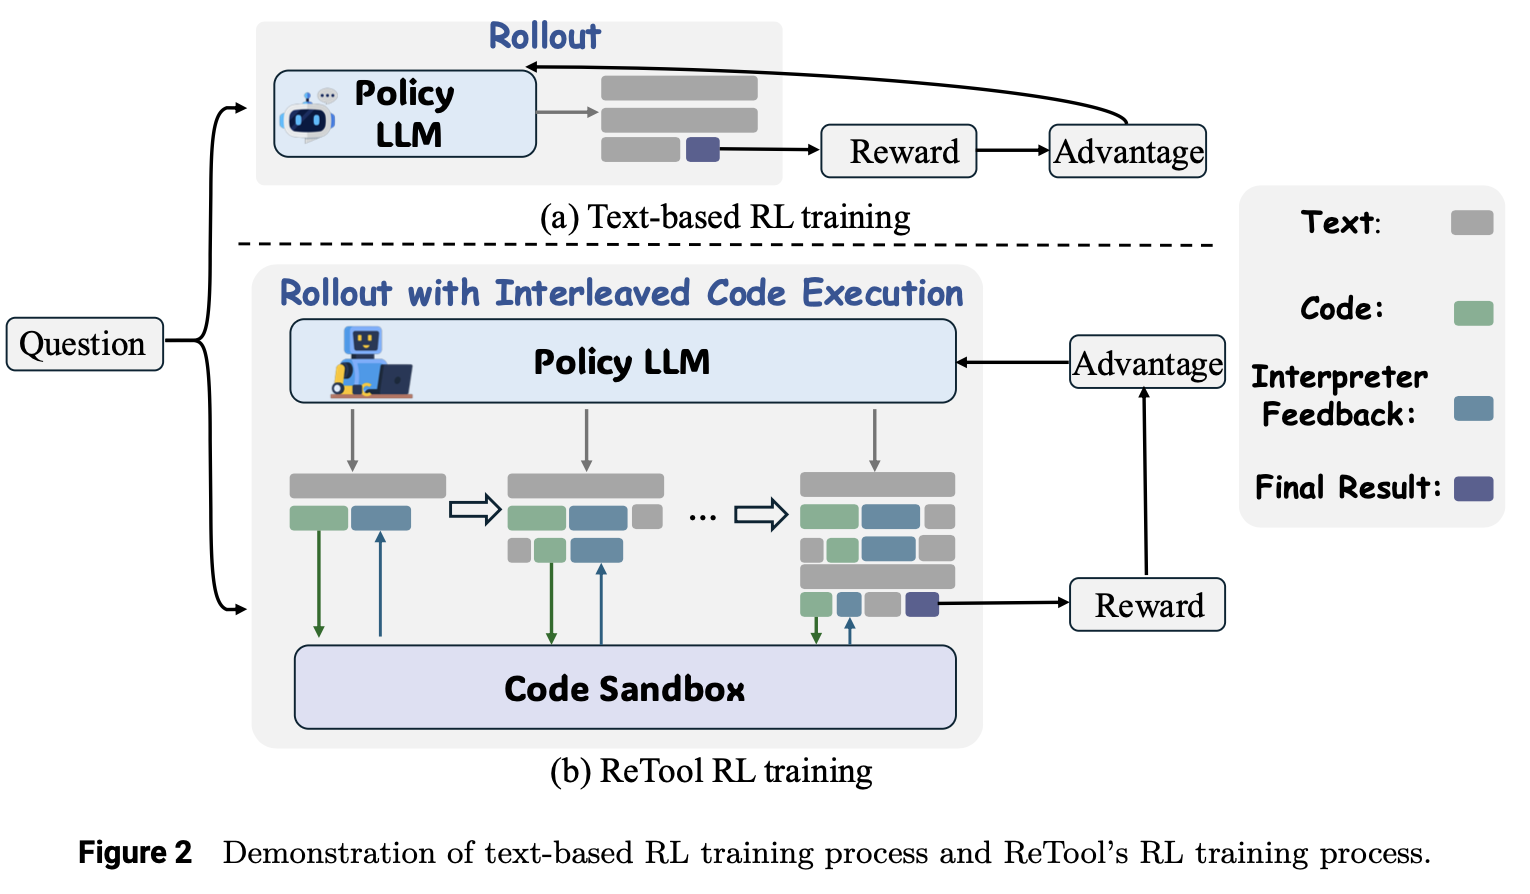 Rollout
Policy
LLM
Reward
Advantage
(a) Text-based RL training
Question
Rollout with Interleaved Code Execution
Policy LLM
Advantage
...
Reward
Code Sandbox
(b) ReTool RL training
Text:
Code:
Interpreter
Feedback:
Final Result:
Figure 2 Demonstration of text-based RL training process and ReTool's RL training process.